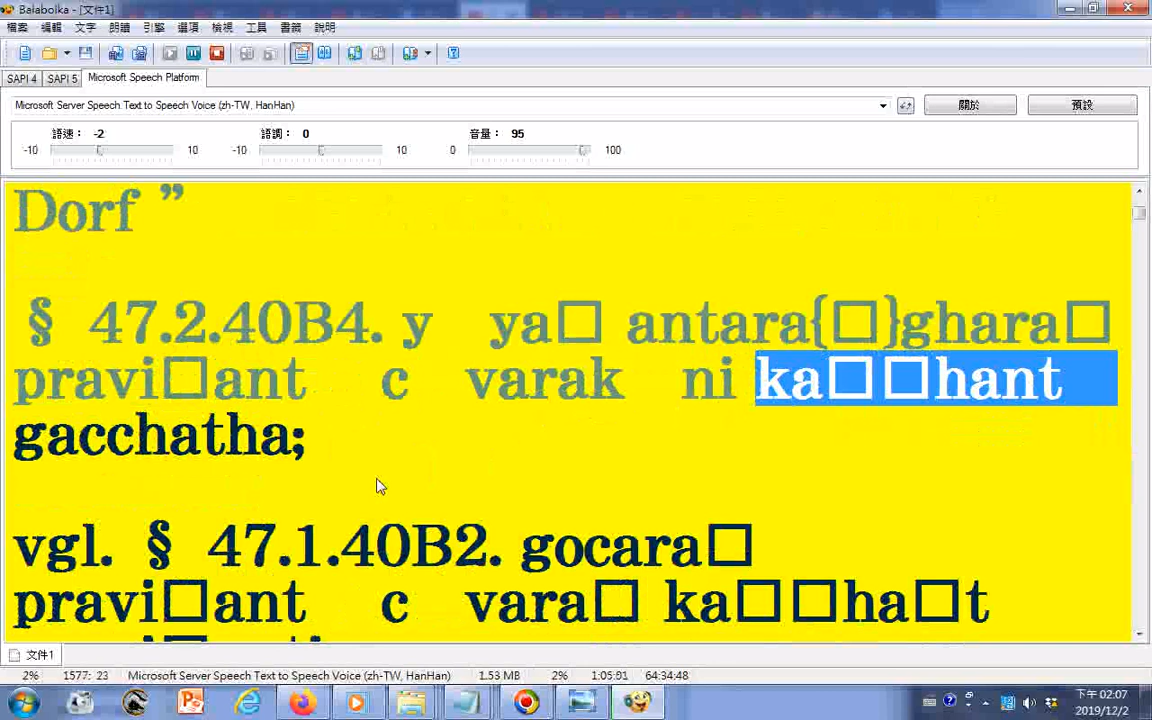 Balabolka - [文件1]
檔案 編輯 文字 朗讀 引擎 選項 檢視 工具 書籤 說明
SAPI 4 SAPI 5 Microsoft Speech Platform
Microsoft Server Speech Text to Speech Voice (zh-TW, HanHan) 關於 預設
語速： -2 語調： 0 音量： 95
-10 10 -10 10 0 100
Dorf ”
§ 47.2.40B4. y ya□ antara{□}ghara□
pravi□ant c varak ni ka□□hant
gacchatha;
vgl. § 47.1.40B2. gocara□
pravi□ant c vara□ ka□□ha□t
文件1
2% 1577: 23 Microsoft Server Speech Text to Speech Voice (zh-TW, HanHan) 1.53 MB 2% 1:05:51 64:34:48
下午 02:07
2019/12/2